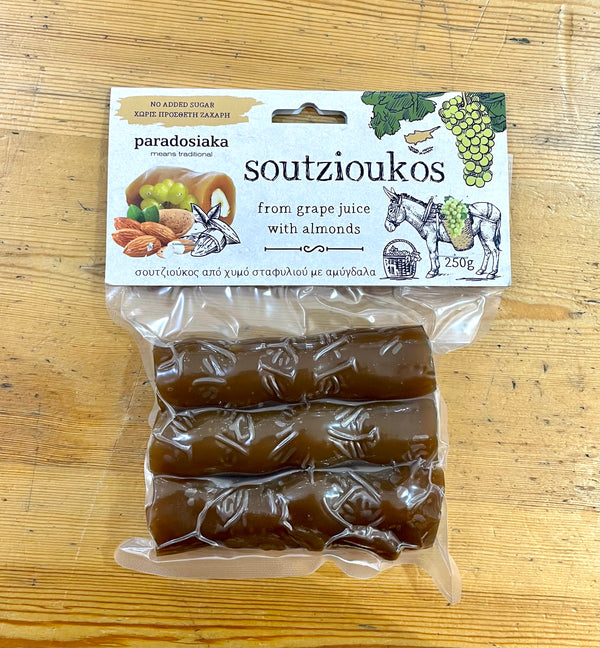 NO ADDED SUGAR
ΧΩΡΙΣ ΠΡΟΣΘΕΤΗ ΖΑΧΑΡΗ
paradosiaka
means traditional
soutzioukos
from grape juice
with almonds
250g
σουτζιούκος από χυμό σταφυλιού με αμύγδαλα